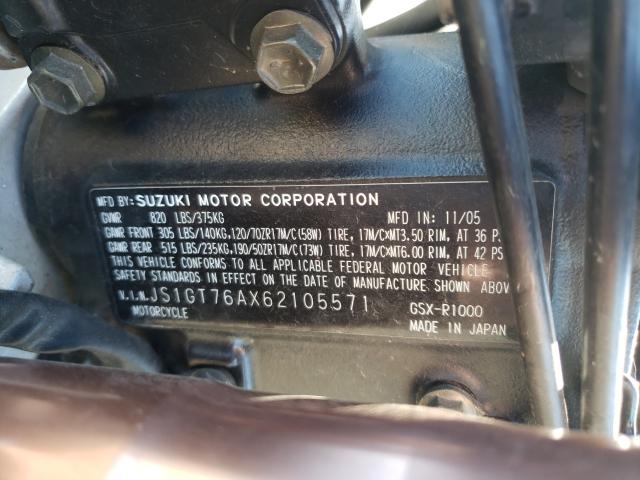 MFD BY: SUZUKI MOTOR CORPORATION
GVWR 820 LBS/375KG MFD IN: 11/05
GAWR FRONT 305 LBS/140KG,120/70ZR17M/C(58W) TIRE, 17M/C×MT3.50 RIM, AT 36 P
GAWR REAR 515 LBS/235KG,190/50ZR17M/C(73W) TIRE, 17M/C×MT6.00 RIM, AT 42 PS
THIS VEHICLE CONFORMS TO ALL APPLICABLE FEDERAL MOTOR VEHICLE
SAFETY STANDARDS IN EFFECT ON THE DATE OF MANUFACTURE SHOWN ABOV
V.I.N. JS1GT76AX62105571 GSX-R1000
MOTORCYCLE MADE IN JAPAN